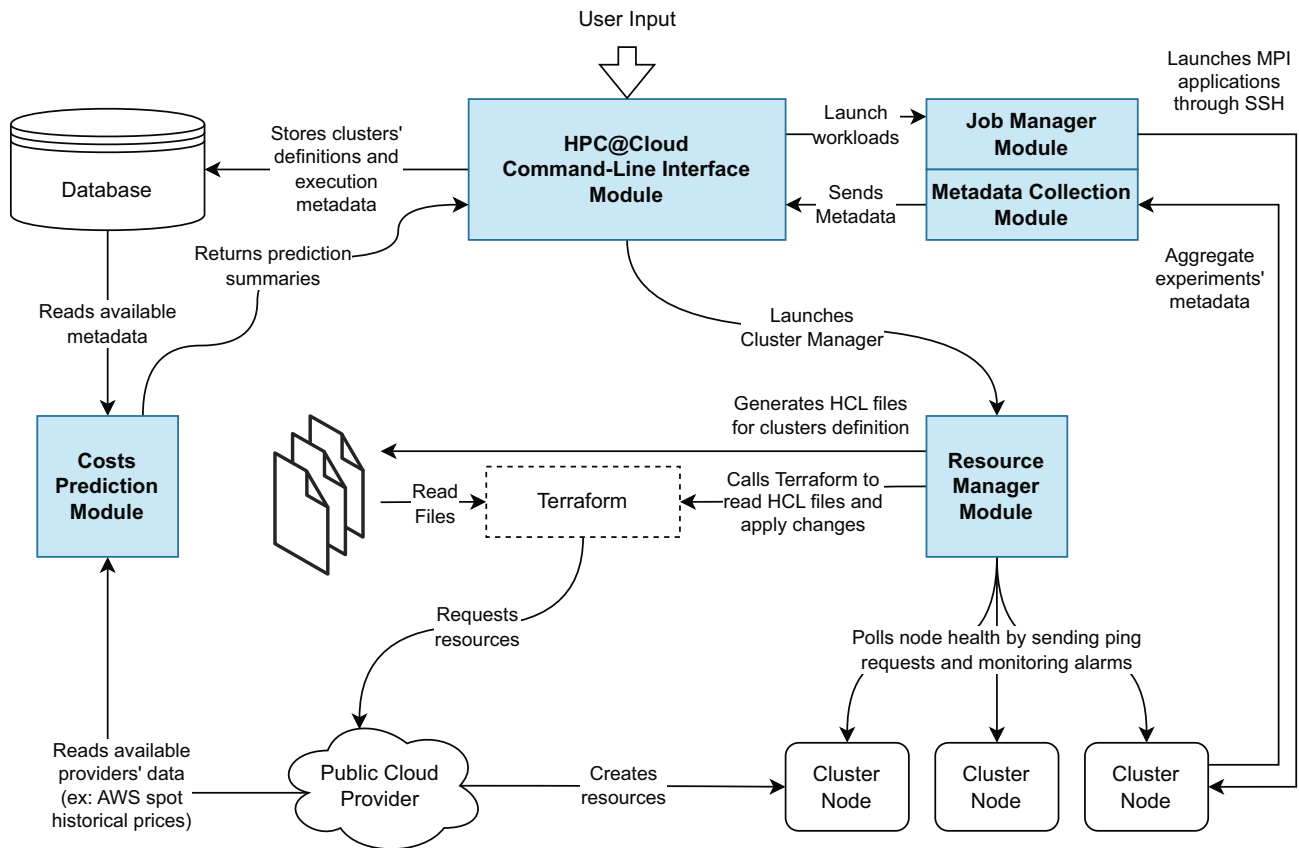 User Input
Launches MPI
applications
through SSH
HPC@Cloud
Command-Line Interface
Module
Launch
workloads
Job Manager
Module
Stores clusters'
definitions and
execution
metadata
Database
Sends
Metadata
Metadata Collection
Module
Returns prediction
summaries
Aggregate
experiments'
metadata
Reads available
metadata
Launches
Cluster Manager
Generates HCL files
for clusters definition
Costs
Prediction
Module
Read
Files
Terraform
Calls Terraform to
read HCL files and
apply changes
Resource
Manager
Module
Requests
resources
Polls node health by sending ping
requests and monitoring alarms
Reads available
providers' data
(ex: AWS spot
historical prices)
Public Cloud
Provider
Creates
resources
Cluster
Node
Cluster
Node
Cluster
Node